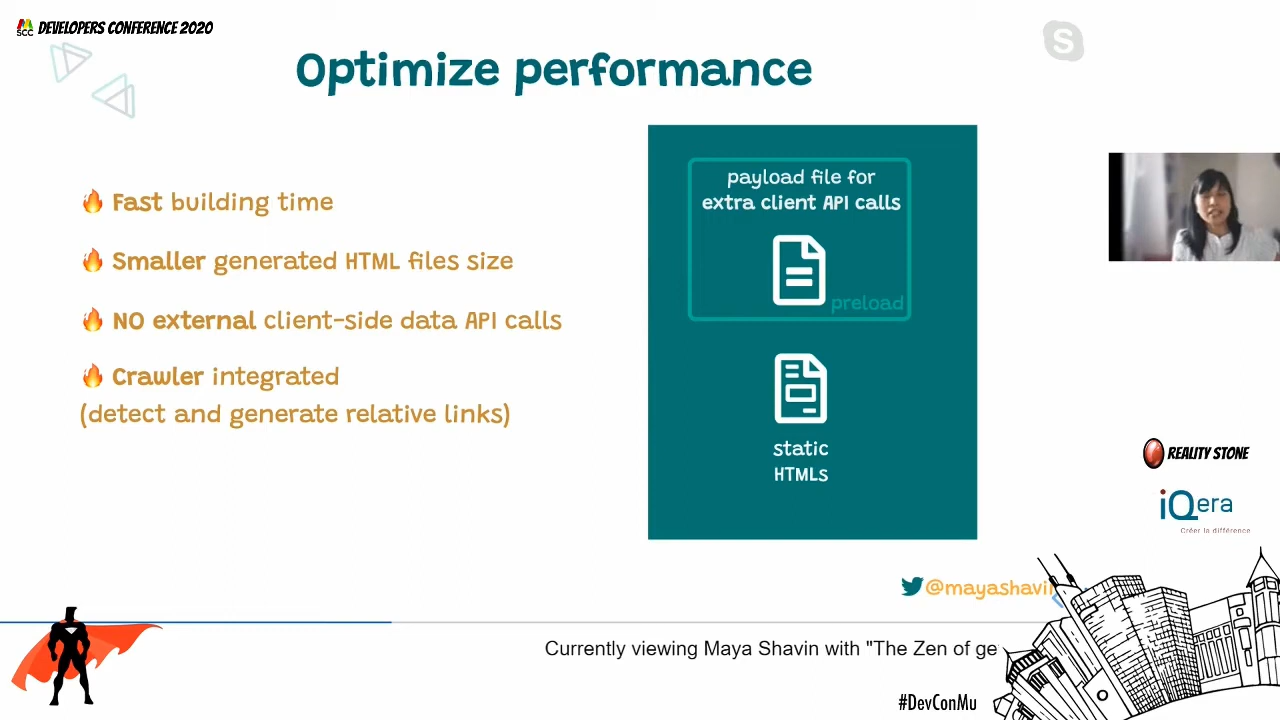 SCC DEVELOPERS CONFERENCE 2020
S
Optimize performance
Fast building time
Smaller generated HTML files size
NO external client-side data API calls
Crawler integrated
(detect and generate relative links)
payload file for
extra client API calls
preload
static
HTMLs
REALITY STONE
iQera
Créer la différence
@mayashavin
Currently viewing Maya Shavin with "The Zen of ge
#DevConMu